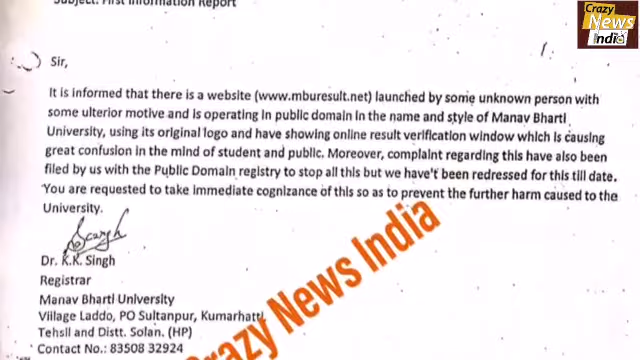 Subject: First Information Report
Crazy
News
India
Sir,
It is informed that there is a website (www.mburesult.net) launched by some unknown person with
some ulterior motive and is operating in public domain in the name and style of Manav Bharti
University, using its original logo and have showing online result verification window which is causing
great confusion in the mind of student and public. Moreover, complaint regarding this have also been
filed by us with the Public Domain registry to stop all this but we have't been redressed for this till date.
You are requested to take immediate cognizance of this so as to prevent the further harm caused to the
University.
Dr. K.K. Singh
Registrar
Manav Bharti University
Village Laddo, PO Sultanpur, Kumarhatti
Tehsil and Distt. Solan. (HP)
Contact No.: 83508 32924
Crazy News India